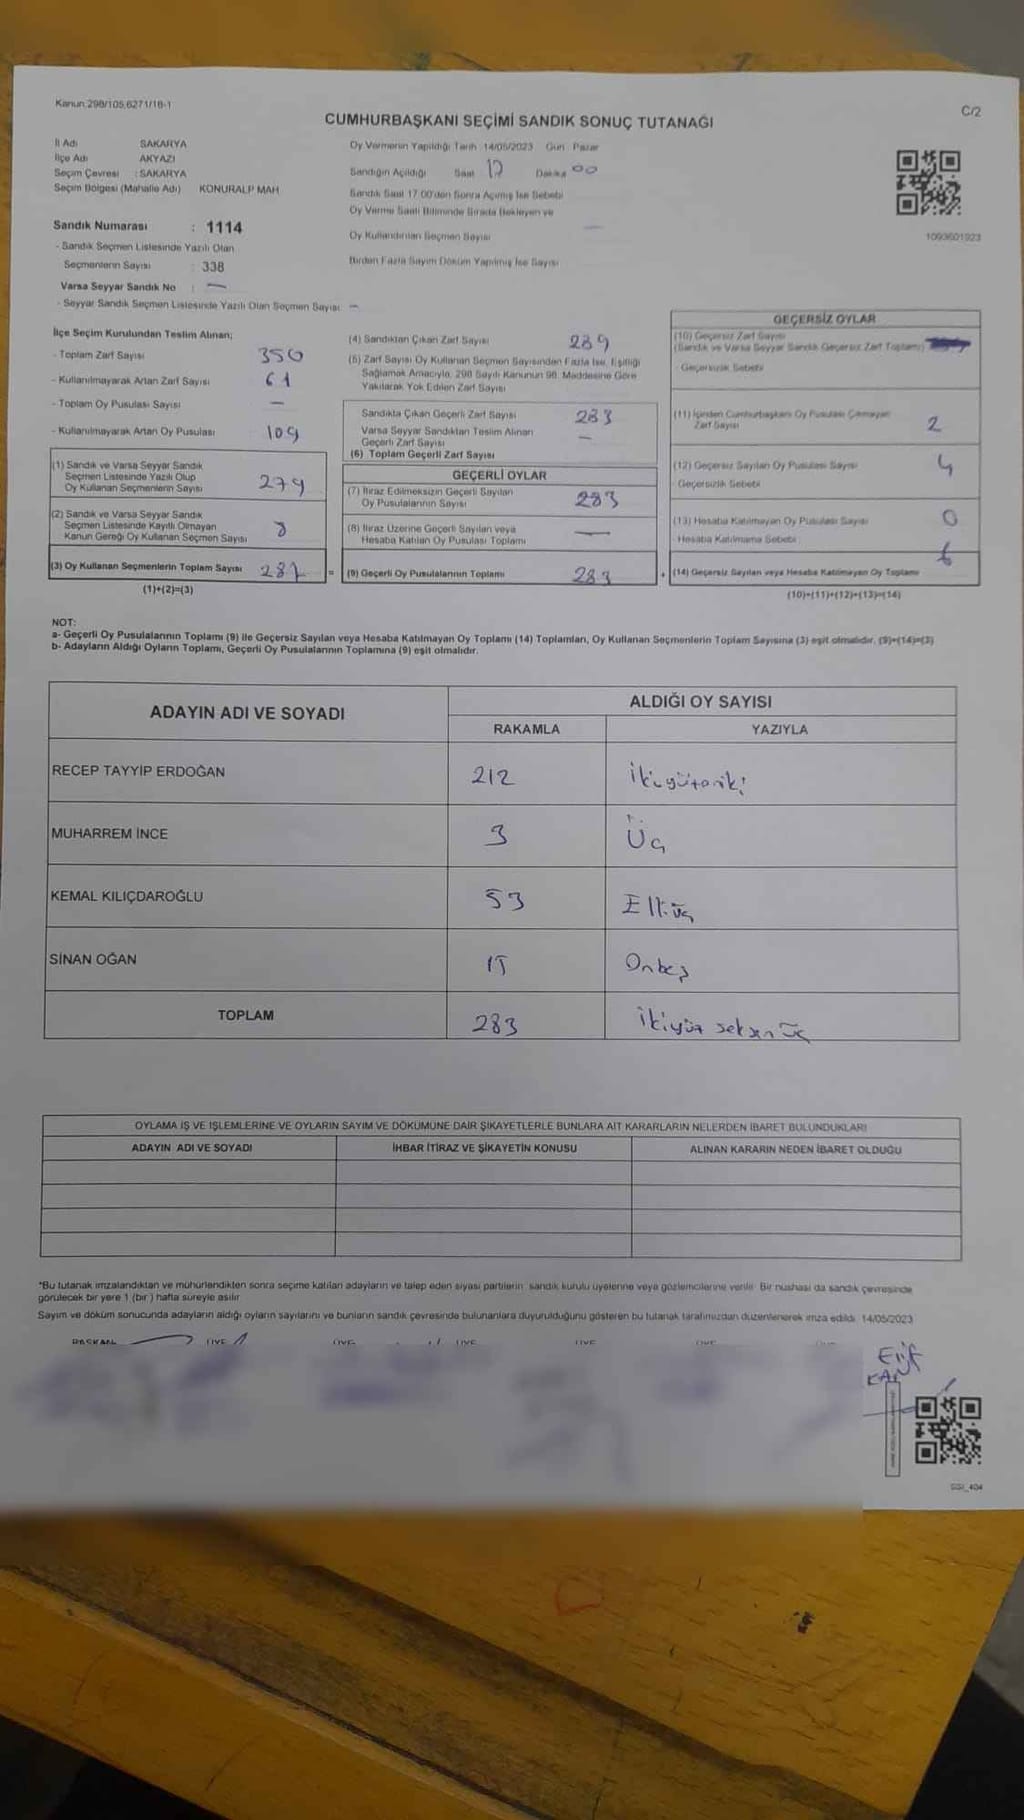 Kanun:298/105,6271/18-1
C/2
CUMHURBAŞKANI SEÇİMİ SANDIK SONUÇ TUTANAĞI
İl Adı SAKARYA
İlçe Adı AKYAZI
Seçim Çevresi : SAKARYA
Seçim Bölgesi (Mahalle Adı) KONURALP MAH
Oy Vermenin Yapıldığı Tarih 14/05/2023 Gün Pazar
Sandığın Açıldığı Saat 17 Dakika 00
Sandık Saat 17.00'den Sonra Açılmış İse Sebebi
Oy Verme Saati Bitiminde Sırada Bekleyen ve
Oy Kullandırılan Seçmen Sayısı —
Birden Fazla Sayım Döküm Yapılmış İse Sayısı
1093601923
Sandık Numarası : 1114
- Sandık Seçmen Listesinde Yazılı Olan
Seçmenlerin Sayısı : 338
Varsa Seyyar Sandık No : —
- Seyyar Sandık Seçmen Listesinde Yazılı Olan Seçmen Sayısı —
İlçe Seçim Kurulundan Teslim Alınan;
- Toplam Zarf Sayısı 350
- Kullanılmayarak Artan Zarf Sayısı 61
- Toplam Oy Pusulası Sayısı —
- Kullanılmayarak Artan Oy Pusulası 109
(1) Sandık ve Varsa Seyyar Sandık
Seçmen Listesinde Yazılı Olup
Oy Kullanan Seçmenlerin Sayısı 279
(2) Sandık ve Varsa Seyyar Sandık
Seçmen Listesinde Kayıtlı Olmayan
Kanun Gereği Oy Kullanan Seçmen Sayısı 8
(3) Oy Kullanan Seçmenlerin Toplam Sayısı
(1)+(2)=(3)
=
(4) Sandıktan Çıkan Zarf Sayısı 289
(5) Zarf Sayısı Oy Kullanan Seçmen Sayısından Fazla İse, Eşitliği
Sağlamak Amacıyla, 298 Sayılı Kanunun 98. Maddesine Göre
Yakılarak Yok Edilen Zarf Sayısı
Sandıkta Çıkan Geçerli Zarf Sayısı 283
Varsa Seyyar Sandıktan Teslim Alınan
Geçerli Zarf Sayısı —
(6) Toplam Geçerli Zarf Sayısı
GEÇERLİ OYLAR
(7) İtiraz Edilmeksizin Geçerli Sayılan
Oy Pusulalarının Sayısı 283
(8) İtiraz Üzerine Geçerli Sayılan veya
Hesaba Katılan Oy Pusulası Toplamı —
(9) Geçerli Oy Pusulalarının Toplamı 283
+
GEÇERSİZ OYLAR
(10) Geçersiz Zarf Sayısı
(Sandık ve Varsa Seyyar Sandık Geçersiz Zarf Toplamı)
- Geçersizlik Sebebi
(11) İçinden Cumhurbaşkanı Oy Pusulası Çıkmayan
Zarf Sayısı 2
(12) Geçersiz Sayılan Oy Pusulası Sayısı 4
- Geçersizlik Sebebi
(13) Hesaba Katılmayan Oy Pusulası Sayısı 0
- Hesaba Katılmama Sebebi
(14) Geçersiz Sayılan veya Hesaba Katılmayan Oy Toplamı 6
(10)+(11)+(12)+(13)=(14)
NOT:
a- Geçerli Oy Pusulalarının Toplamı (9) ile Geçersiz Sayılan veya Hesaba Katılmayan Oy Toplamı (14) Toplamları, Oy Kullanan Seçmenlerin Toplam Sayısına (3) eşit olmalıdır. (9)+(14)=(3)
b- Adayların Aldığı Oyların Toplamı, Geçerli Oy Pusulalarının Toplamına (9) eşit olmalıdır.
ADAYIN ADI VE SOYADI
ALDIĞI OY SAYISI
RAKAMLA YAZIYLA
RECEP TAYYİP ERDOĞAN 212 İkiyüzoniki
MUHARREM İNCE 3 Üç
KEMAL KILIÇDAROĞLU 53 Elliüç
SİNAN OĞAN 15 Onbeş
TOPLAM 283 İkiyüz seksen üç
OYLAMA İŞ VE İŞLEMLERİNE VE OYLARIN SAYIM VE DÖKÜMÜNE DAİR ŞİKAYETLERLE BUNLARA AİT KARARLARIN NELERDEN İBARET BULUNDUKLARI
ADAYIN ADI VE SOYADI İHBAR İTİRAZ VE ŞİKAYETİN KONUSU ALINAN KARARIN NEDEN İBARET OLDUĞU
*Bu tutanak imzalandıktan ve mühürlendikten sonra seçime katılan adayların ve talep eden siyasi partilerin sandık kurulu üyelerine veya gözlemcilerine verilir. Bir nüshası da sandık çevresinde
görülecek bir yere 1 (bir) hafta süreyle asılır
Sayım ve döküm sonucunda adayların aldığı oyların sayılarını ve bunların sandık çevresinde bulunanlara duyurulduğunu gösteren bu tutanak tarafımızdan düzenlenerek imza edildi. 14/05/2023
BAŞKAN ÜYE ÜYE ÜYE ÜYE ÜYE ÜYE
Elif